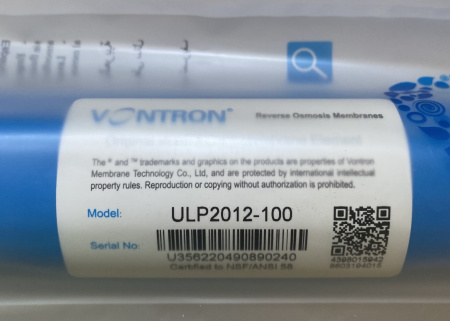 VONTRON®
Reverse Osmosis Membranes
The ® and ™ trademarks and graphics on the products are properties of Vontron
Membrane Technology Co., Ltd, and are protected by international intellectual
property rules. Reproduction or copying without authorization is prohibited.
Model: ULP2012-100
Serial No:
U356220490890240
Certified to NSF/ANSI 58
4398015942
6603194015